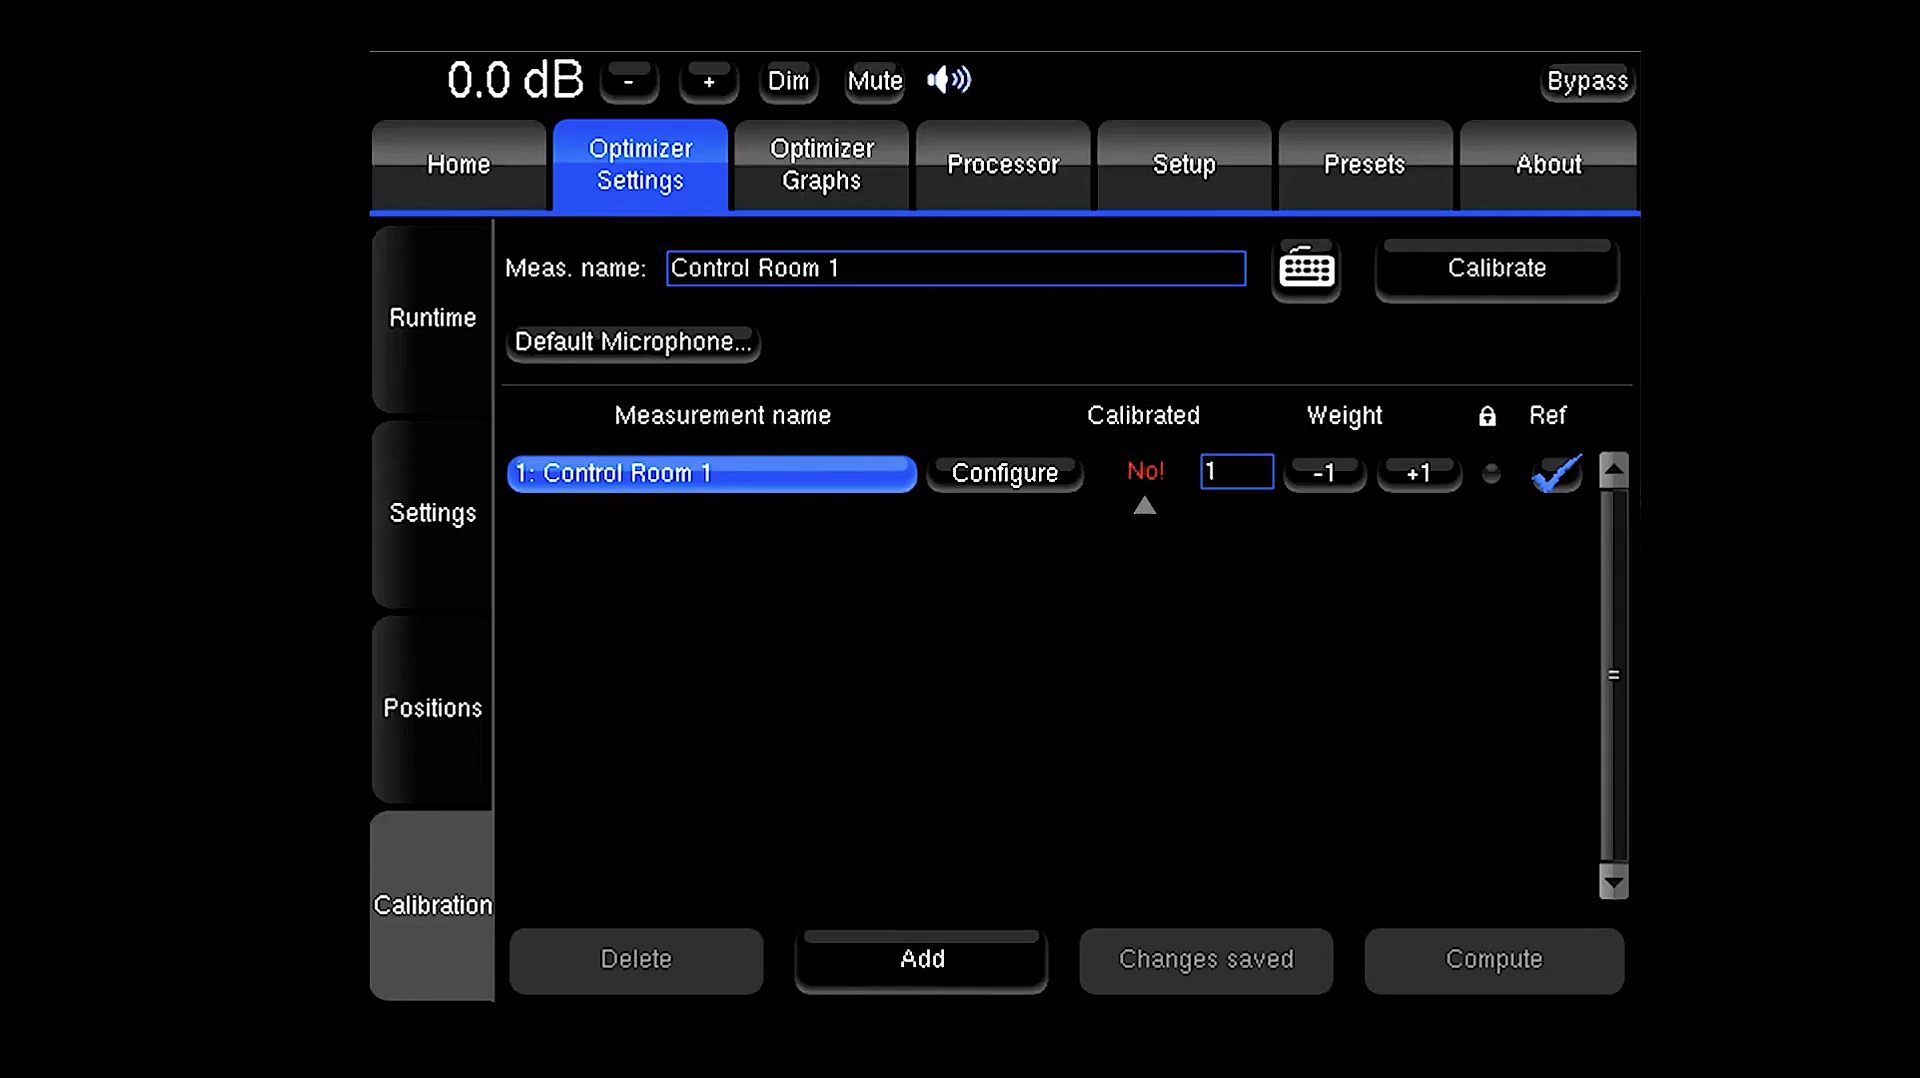 0.0 dB - + Dim Mute Bypass
Home Optimizer Settings Optimizer Graphs Processor Setup Presets About
Meas. name: Control Room 1 Calibrate
Default Microphone...
Measurement name Calibrated Weight Ref
1: Control Room 1 Configure No! 1 -1 +1
Runtime
Settings
Positions
Calibration
Delete Add Changes saved Compute